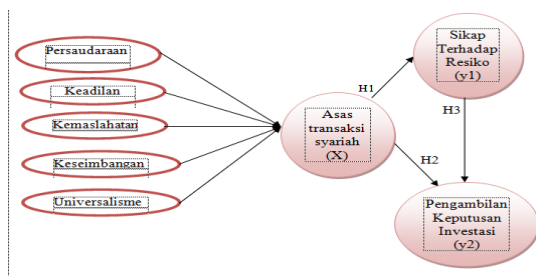 Persaudaraan
Keadilan
Kemaslahatan
Keseimbangan
Universalisme
Asas
transaksi
syariah
(X)
H1
H2
H3
Sikap
Terhadap
Resiko
(y1)
Pengambilan
Keputusan
Investasi
(y2)